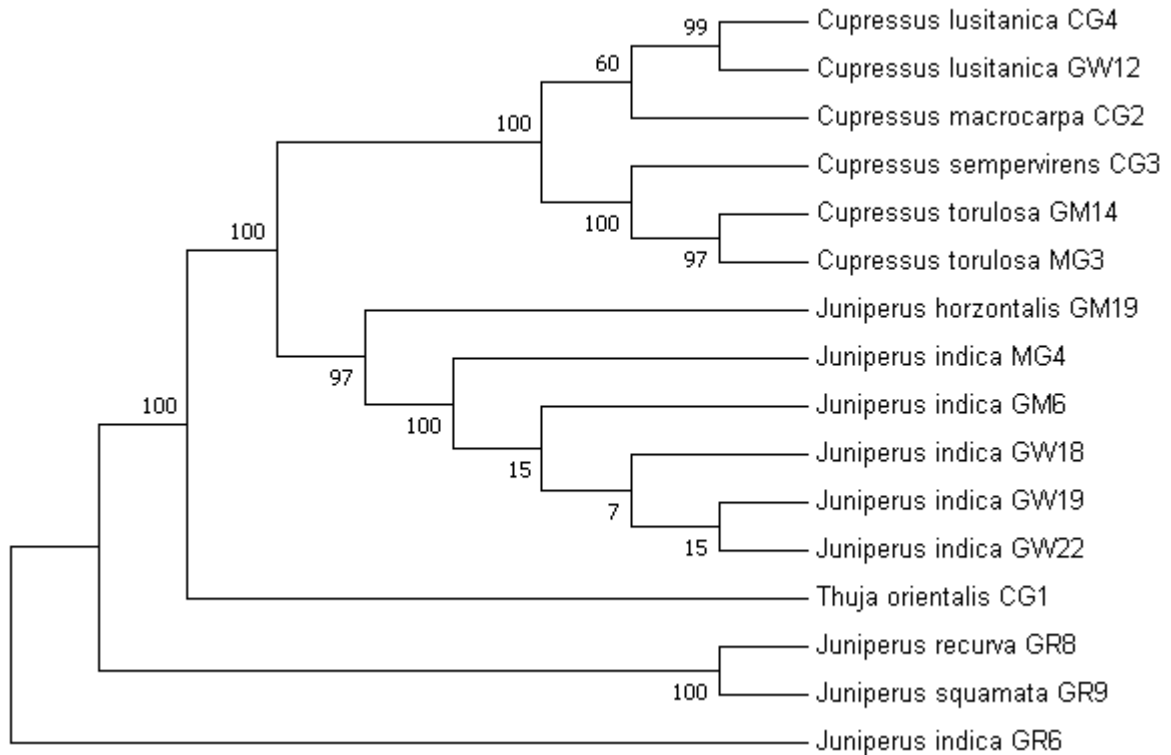 99
Cupressus lusitanica CG4
60
Cupressus lusitanica GW12
100
Cupressus macrocarpa CG2
Cupressus sempervirens CG3
100
Cupressus torulosa GM14
100
97
Cupressus torulosa MG3
Juniperus horzontalis GM19
97
Juniperus indica MG4
100
100
Juniperus indica GM6
15
Juniperus indica GW18
7
Juniperus indica GW19
15
Juniperus indica GW22
Thuja orientalis CG1
Juniperus recurva GR8
100
Juniperus squamata GR9
Juniperus indica GR6